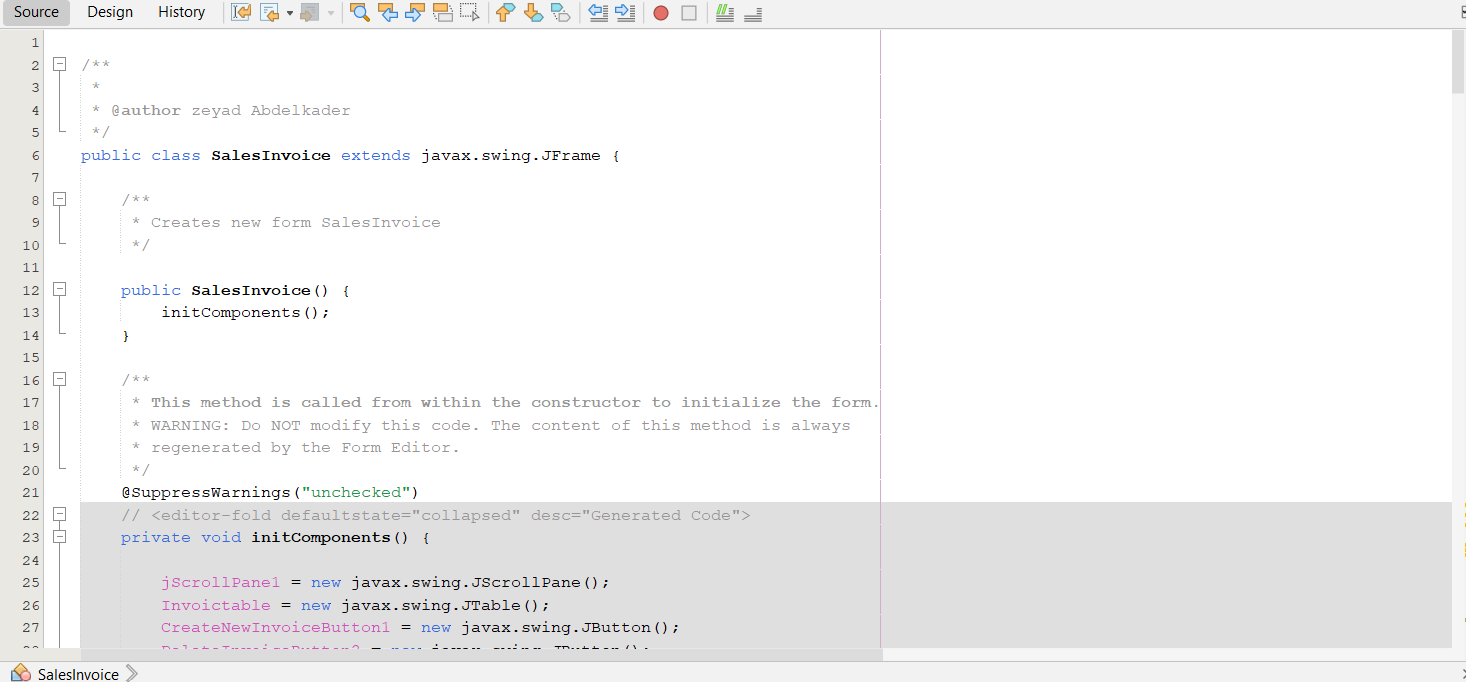 Source Design History
1
2 /**
3 *
4 * @author zeyad Abdelkader
5 */
6 public class SalesInvoice extends javax.swing.JFrame {
7
8 /**
9 * Creates new form SalesInvoice
10 */
11
12 public SalesInvoice() {
13 initComponents();
14 }
15
16 /**
17 * This method is called from within the constructor to initialize the form.
18 * WARNING: Do NOT modify this code. The content of this method is always
19 * regenerated by the Form Editor.
20 */
21 @SuppressWarnings("unchecked")
22 // <editor-fold defaultstate="collapsed" desc="Generated Code">
23 private void initComponents() {
24
25 jScrollPane1 = new javax.swing.JScrollPane();
26 Invoictable = new javax.swing.JTable();
27 CreateNewInvoiceButton1 = new javax.swing.JButton();
SalesInvoice